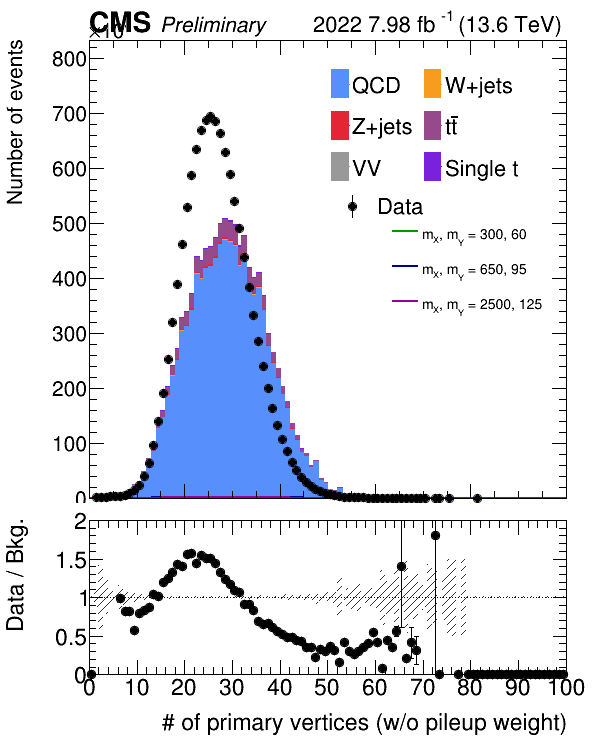 CMS Preliminary 2022 7.98 fb -1 (13.6 TeV)
Number of events
800
700
600
500
400
300
200
100
0
QCD W+jets
Z+jets tt̄
VV Single t
Data
mX, mY = 300, 60
mX, mY = 650, 95
mX, mY = 2500, 125
Data / Bkg.
2
1.5
1
0.5
0
0 10 20 30 40 50 60 70 80 90 100
# of primary vertices (w/o pileup weight)